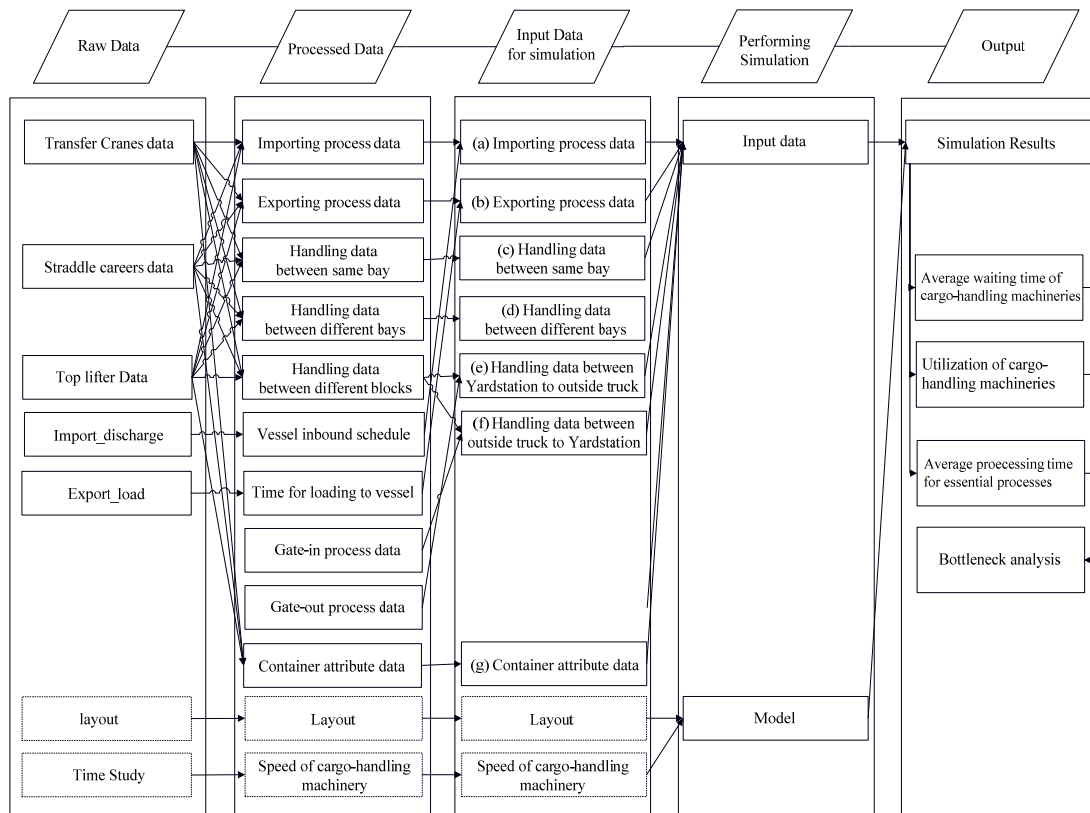 Raw Data
Processed Data
Input Data
for simulation
Performing
Simulation
Output
Transfer Cranes data
Straddle careers data
Top lifter Data
Import_discharge
Export_load
layout
Time Study
Importing process data
Exporting process data
Handling data
between same bay
Handling data
between different bays
Handling data
between different blocks
Vessel inbound schedule
Time for loading to vessel
Gate-in process data
Gate-out process data
Container attribute data
Layout
Speed of cargo-handling
machinery
(a) Importing process data
(b) Exporting process data
(c) Handling data
between same bay
(d) Handling data
between different bays
(e) Handling data between
Yardstation to outside truck
(f) Handling data between
outside truck to Yardstation
(g) Container attribute data
Layout
Speed of cargo-handling
machinery
Input data
Model
Simulation Results
Average waiting time of
cargo-handling machineries
Utilization of cargo-
handling machineries
Average proecessing time
for essential processes
Bottleneck analysis